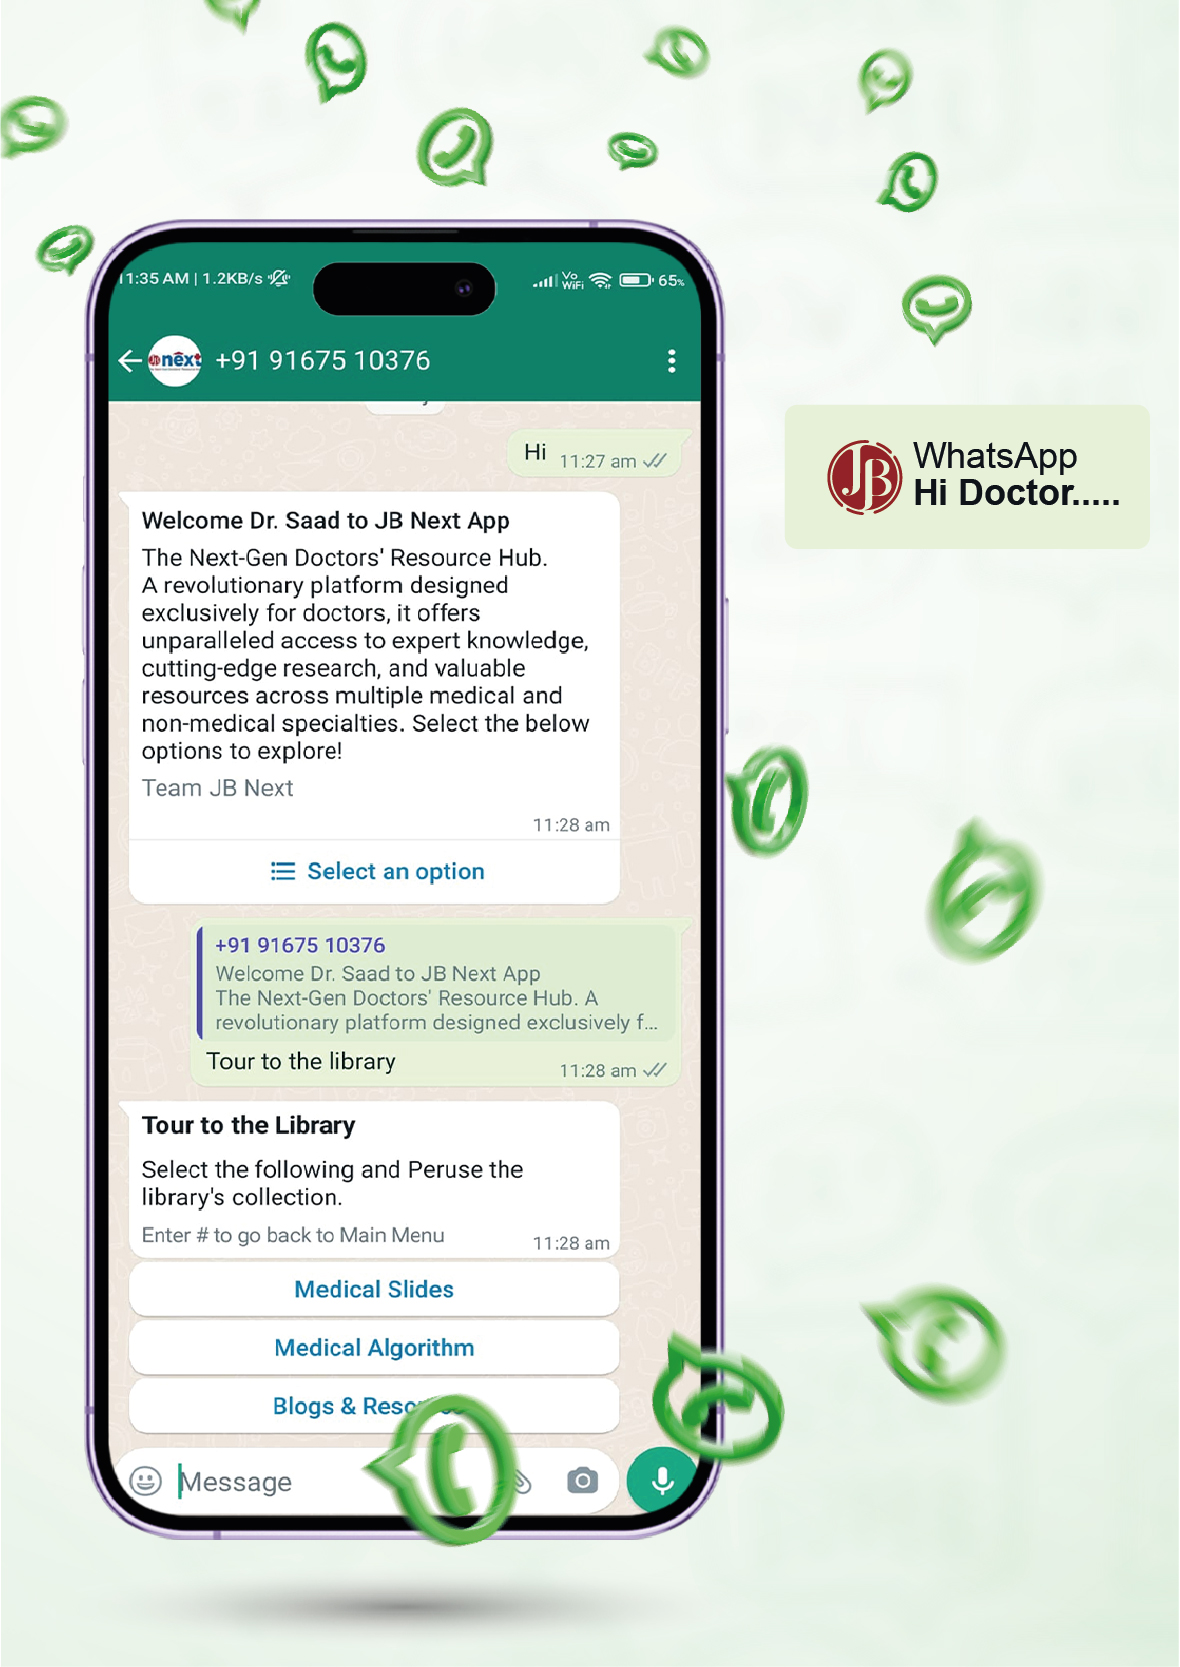 11:35 AM | 1.2KB/s
Vo
WiFi
65%
JB next
+91 91675 10376
Hi 11:27 am
Welcome Dr. Saad to JB Next App
The Next-Gen Doctors' Resource Hub.
A revolutionary platform designed
exclusively for doctors, it offers
unparalleled access to expert knowledge,
cutting-edge research, and valuable
resources across multiple medical and
non-medical specialties. Select the below
options to explore!
Team JB Next
11:28 am
Select an option
+91 91675 10376
Welcome Dr. Saad to JB Next App
The Next-Gen Doctors' Resource Hub. A
revolutionary platform designed exclusively f...
Tour to the library
11:28 am
Tour to the Library
Select the following and Peruse the
library's collection.
Enter # to go back to Main Menu
11:28 am
Medical Slides
Medical Algorithm
Blogs &
Message
JB
WhatsApp
Hi Doctor.....